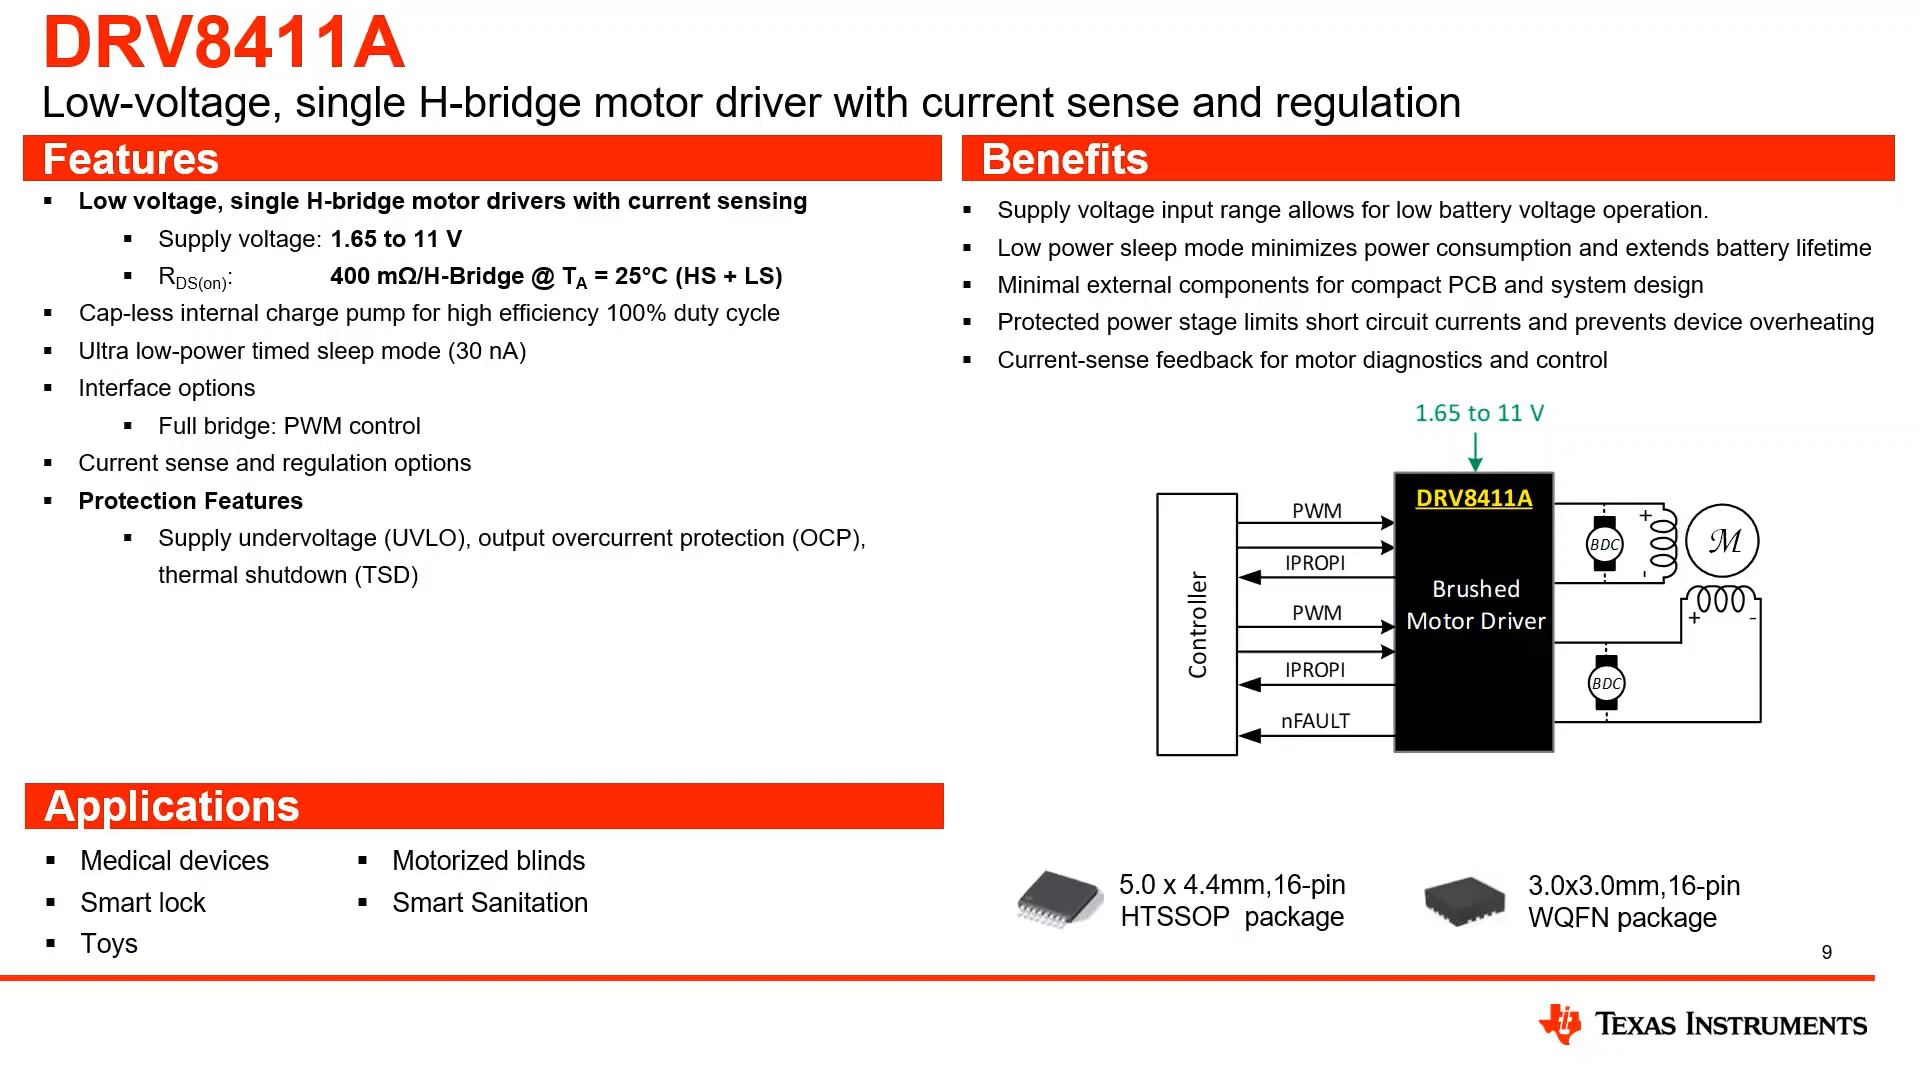 DRV8411A
Low-voltage, single H-bridge motor driver with current sense and regulation
Features
▪ Low voltage, single H-bridge motor drivers with current sensing
▪ Supply voltage: 1.65 to 11 V
▪ RDS(on): 400 mΩ/H-Bridge @ TA = 25°C (HS + LS)
▪ Cap-less internal charge pump for high efficiency 100% duty cycle
▪ Ultra low-power timed sleep mode (30 nA)
▪ Interface options
▪ Full bridge: PWM control
▪ Current sense and regulation options
▪ Protection Features
▪ Supply undervoltage (UVLO), output overcurrent protection (OCP),
thermal shutdown (TSD)
Benefits
▪ Supply voltage input range allows for low battery voltage operation.
▪ Low power sleep mode minimizes power consumption and extends battery lifetime
▪ Minimal external components for compact PCB and system design
▪ Protected power stage limits short circuit currents and prevents device overheating
▪ Current-sense feedback for motor diagnostics and control
1.65 to 11 V
Controller
PWM
IPROPI
PWM
IPROPI
nFAULT
DRV8411A
Brushed
Motor Driver
BDC
+
-
M
+ -
BDC
Applications
▪ Medical devices
▪ Smart lock
▪ Toys
▪ Motorized blinds
▪ Smart Sanitation
5.0 x 4.4mm,16-pin
HTSSOP package
3.0x3.0mm,16-pin
WQFN package
9
TEXAS INSTRUMENTS